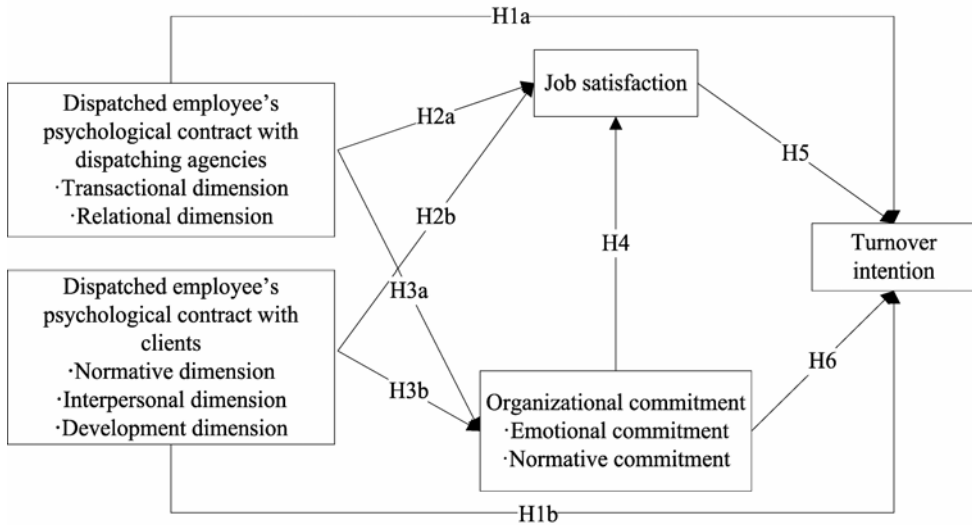 H1a
Dispatched employee's
psychological contract with
dispatching agencies
·Transactional dimension
·Relational dimension
Job satisfaction
H2a
H5
H2b
H4
Turnover
intention
Dispatched employee's
psychological contract with
clients
·Normative dimension
·Interpersonal dimension
·Development dimension
H3a
H3b
H6
Organizational commitment
·Emotional commitment
·Normative commitment
H1b